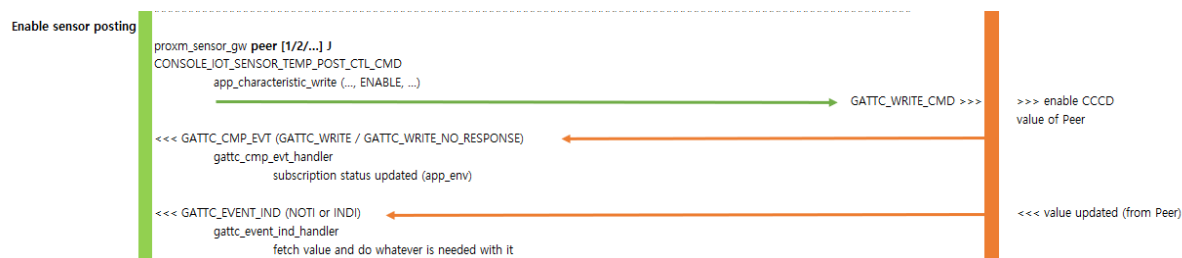 Enable sensor posting
proxm_sensor_gw peer [1/2/...] J
CONSOLE_IOT_SENSOR_TEMP_POST_CTL_CMD
app_characteristic_write (..., ENABLE, ...)
GATTC_WRITE_CMD >>>
>>> enable CCCD
value of Peer
<<< GATTC_CMP_EVT (GATTC_WRITE / GATTC_WRITE_NO_RESPONSE)
gattc_cmp_evt_handler
subscription status updated (app_env)
<<< GATTC_EVENT_IND (NOTI or INDI)
<<< value updated (from Peer)
gattc_event_ind_handler
fetch value and do whatever is needed with it